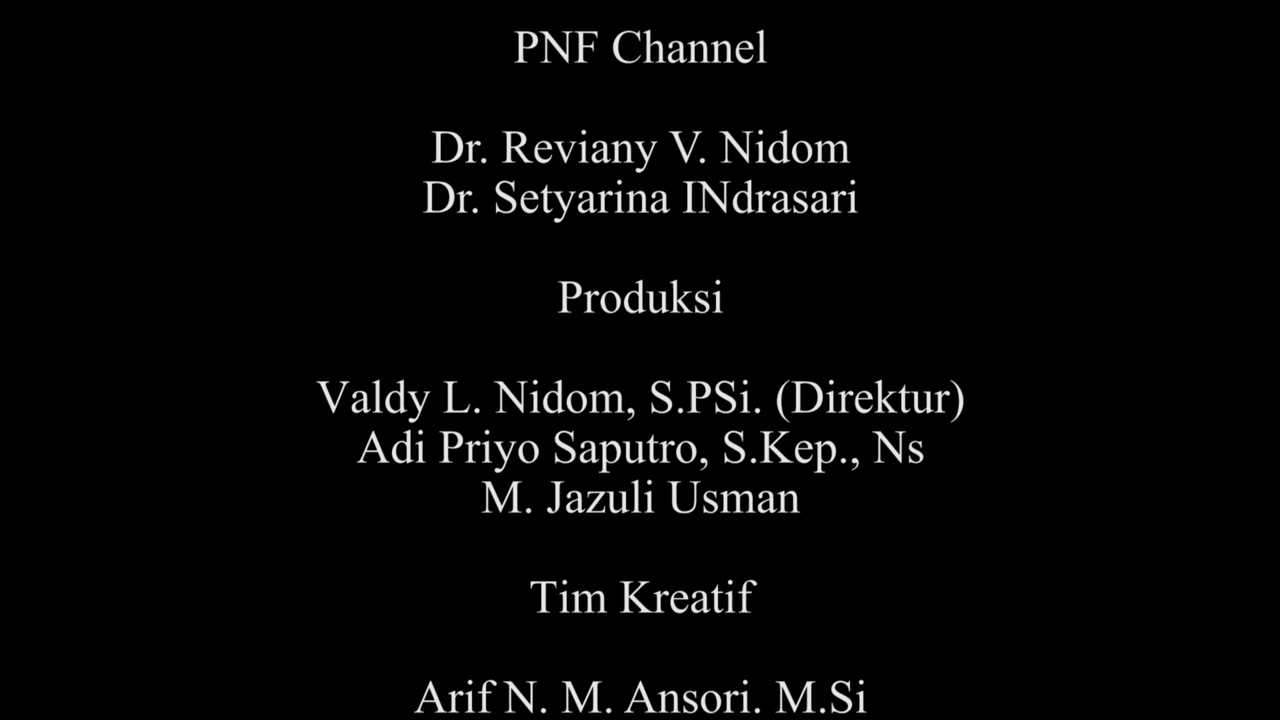 PNF Channel
Dr. Reviany V. Nidom
Dr. Setyarina INdrasari
Produksi
Valdy L. Nidom, S.PSi. (Direktur)
Adi Priyo Saputro, S.Kep., Ns
M. Jazuli Usman
Tim Kreatif
Arif N. M. Ansori. M.Si